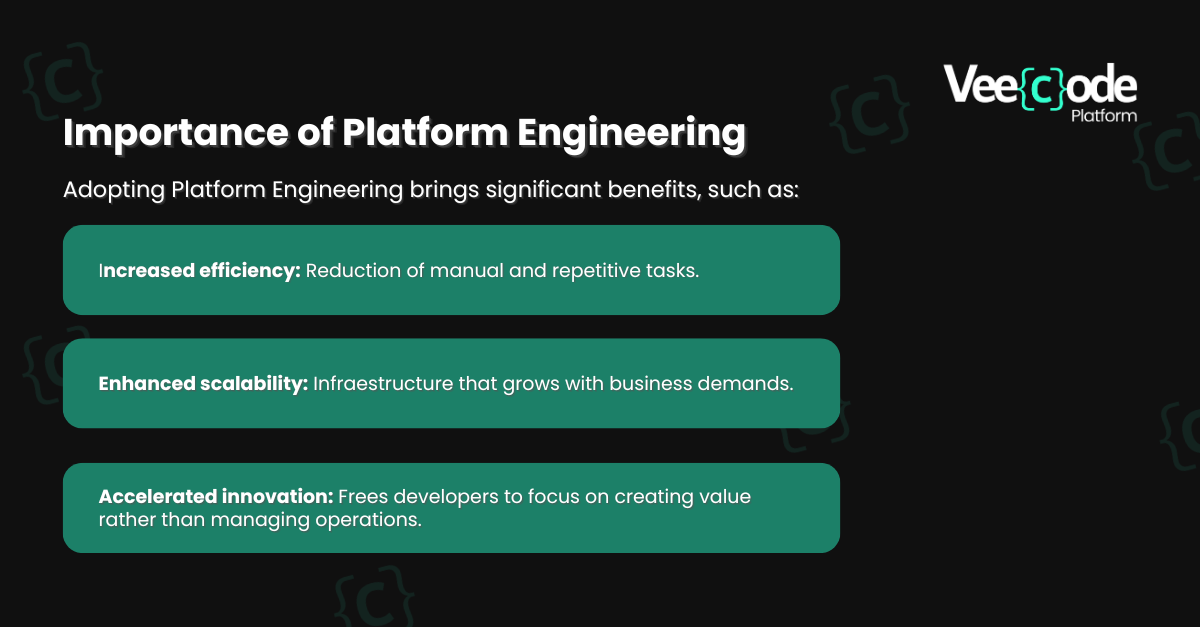 Vee{c}ode
Platform
Importance of Platform Engineering
Adopting Platform Engineering brings significant benefits, such as:
Increased efficiency: Reduction of manual and repetitive tasks.
Enhanced scalability: Infraestructure that grows with business demands.
Accelerated innovation: Frees developers to focus on creating value
rather than managing operations.
{c}
{c}
{c}
{c}
{c}
{c}
{c}